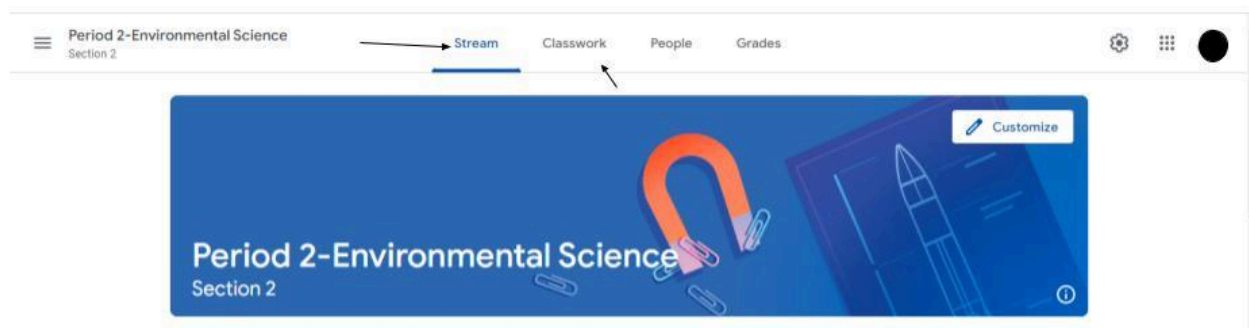 Period 2-Environmental Science
Section 2
Stream Classwork People Grades
Customize
Period 2-Environmental Science
Section 2